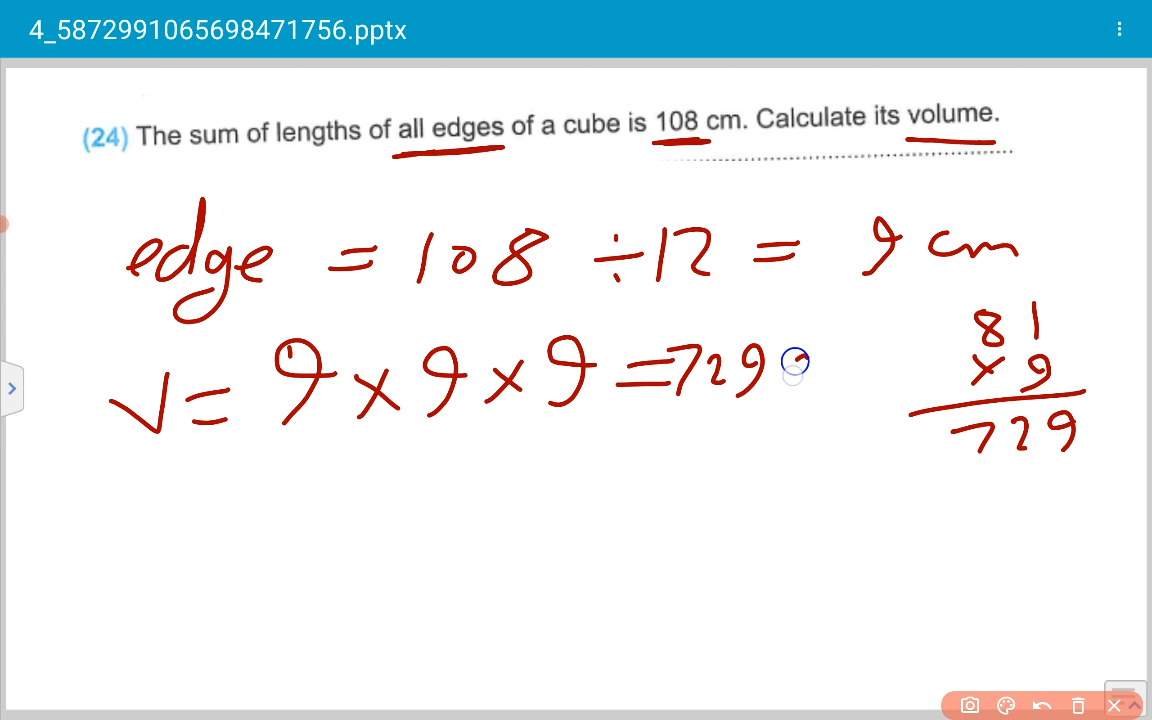 4_5872991065698471756.pptx
(24) The sum of lengths of all edges of a cube is 108 cm. Calculate its volume.
edge = 108 ÷ 12 = 9 cm
V = 9 × 9 × 9 = 729
81
× 9
729